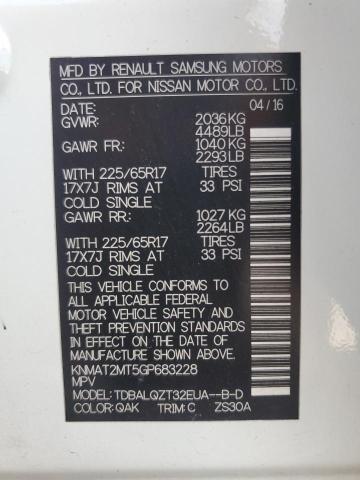 MFD BY RENAULT SAMSUNG MOTORS
CO., LTD. FOR NISSAN MOTOR CO., LTD.
DATE: 04/16
GVWR: 2036KG
4489LB
GAWR FR: 1040KG
2293LB
WITH 225/65R17 TIRES
17X7J RIMS AT 33 PSI
COLD SINGLE
GAWR RR: 1027KG
2264LB
WITH 225/65R17 TIRES
17X7J RIMS AT 33 PSI
COLD SINGLE
THIS VEHICLE CONFORMS TO
ALL APPLICABLE FEDERAL
MOTOR VEHICLE SAFETY AND
THEFT PREVENTION STANDARDS
IN EFFECT ON THE DATE OF
MANUFACTURE SHOWN ABOVE.
KNMAT2MT5GP683228
MPV
MODEL: TDBALQZT32EUA--B-D
COLOR: QAK TRIM: C ZS30A